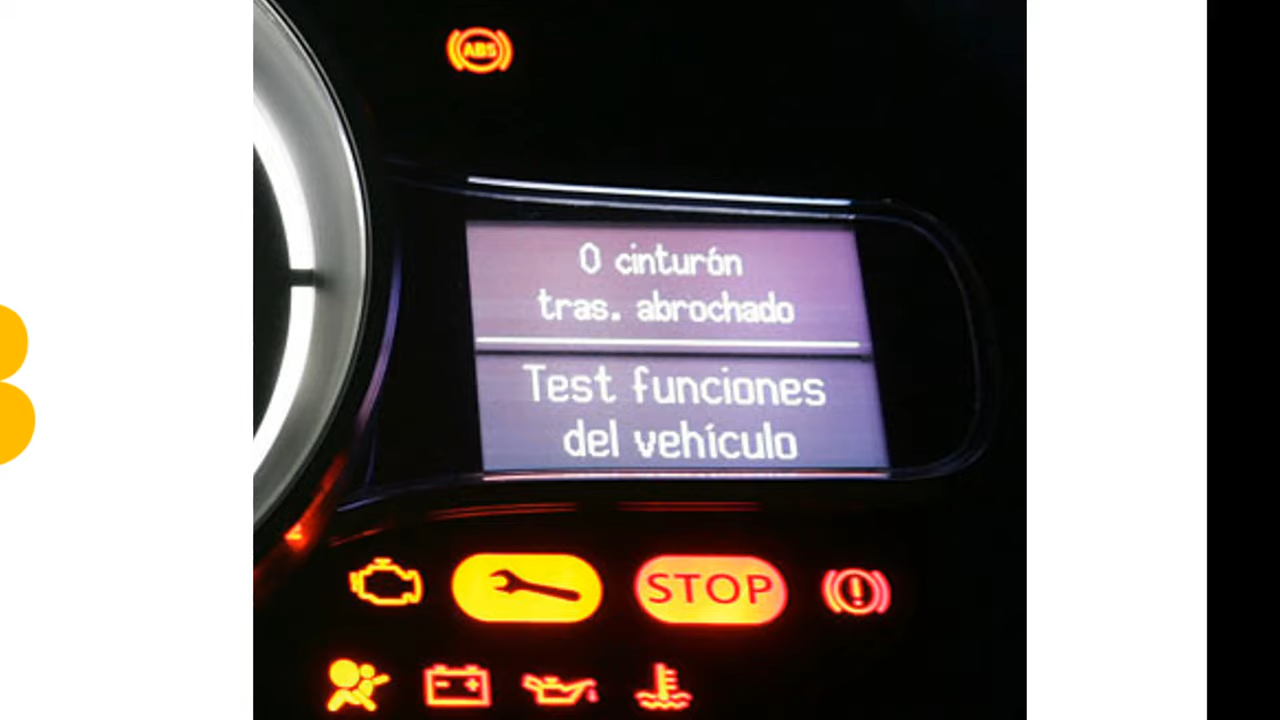 ABS
0 cinturón
tras. abrochado
Test funciones
del vehículo
STOP